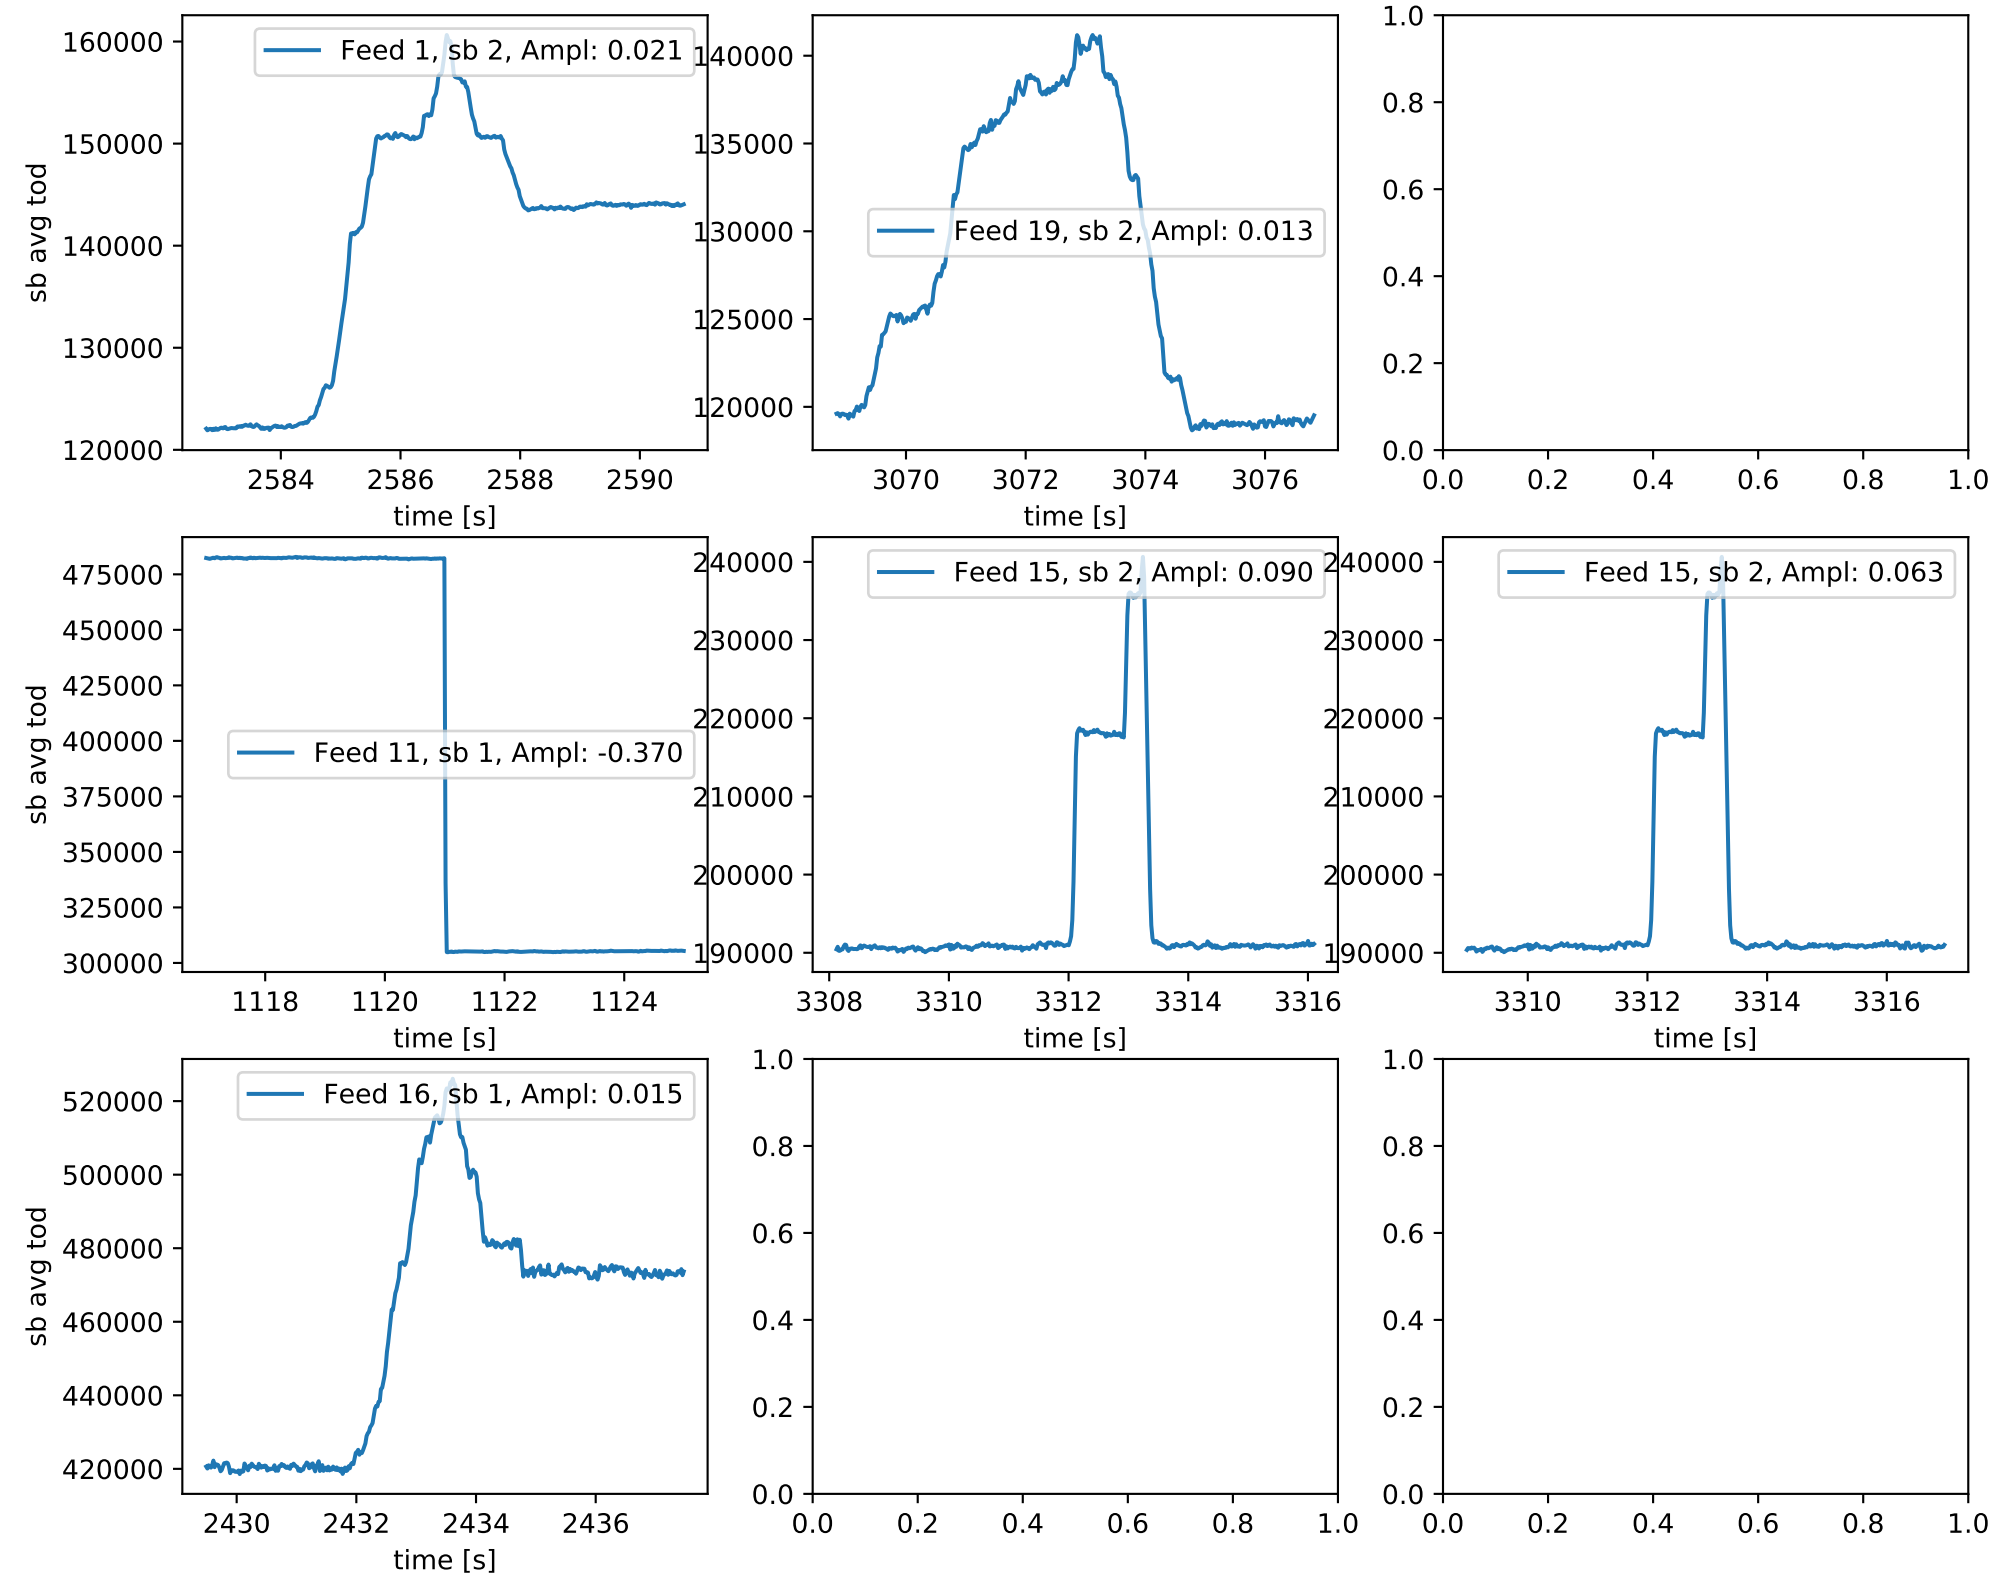 160000
150000
140000
130000
120000
sb avg tod
Feed 1, sb 2, Ampl: 0.021
2584 2586 2588 2590
time [s]
140000
135000
130000
125000
120000
Feed 19, sb 2, Ampl: 0.013
3070 3072 3074 3076
time [s]
1.0
0.8
0.6
0.4
0.2
0.0
0.0 0.2 0.4 0.6 0.8 1.0
475000
450000
425000
400000
375000
350000
325000
300000
sb avg tod
Feed 11, sb 1, Ampl: -0.370
1118 1120 1122 1124
time [s]
240000
230000
220000
210000
200000
190000
Feed 15, sb 2, Ampl: 0.090
3308 3310 3312 3314 3316
time [s]
240000
230000
220000
210000
200000
190000
Feed 15, sb 2, Ampl: 0.063
3310 3312 3314 3316
time [s]
520000
500000
480000
460000
440000
420000
sb avg tod
Feed 16, sb 1, Ampl: 0.015
2430 2432 2434 2436
time [s]
1.0
0.8
0.6
0.4
0.2
0.0
0.0 0.2 0.4 0.6 0.8 1.0
1.0
0.8
0.6
0.4
0.2
0.0
0.0 0.2 0.4 0.6 0.8 1.0